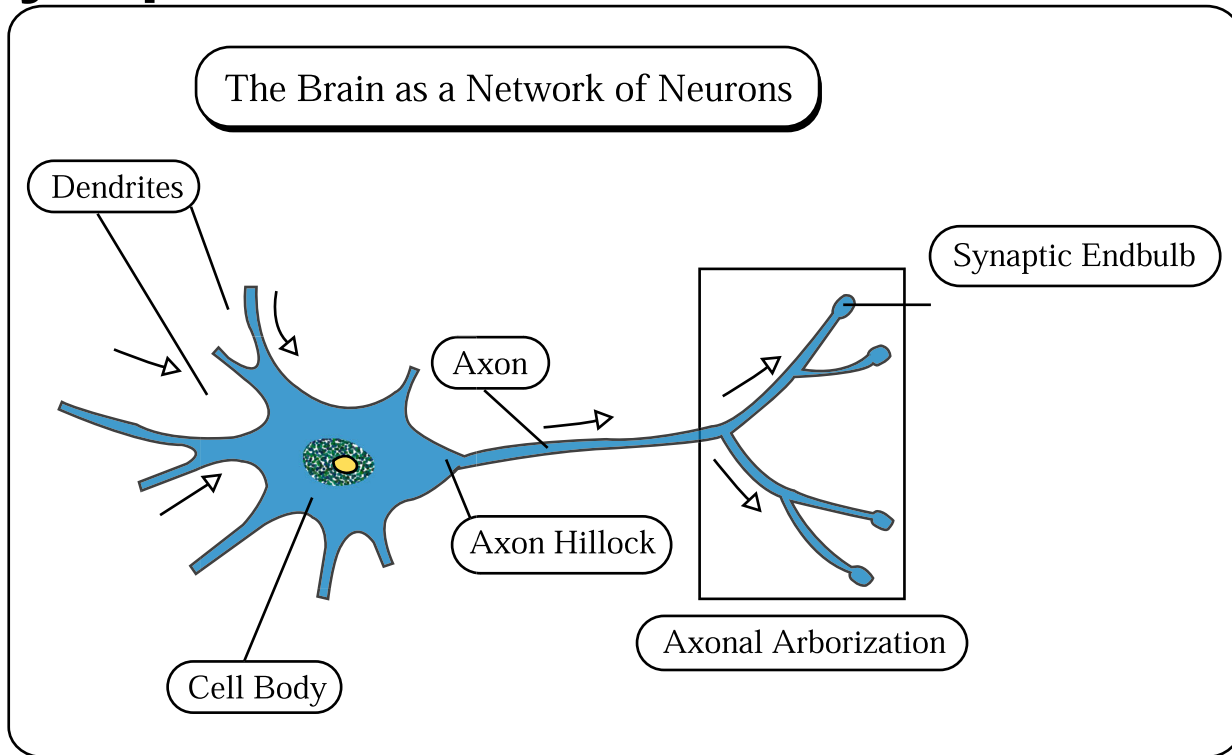 The Brain as a Network of Neurons
Dendrites
Synaptic Endbulb
Axon
Axon Hillock
Axonal Arborization
Cell Body